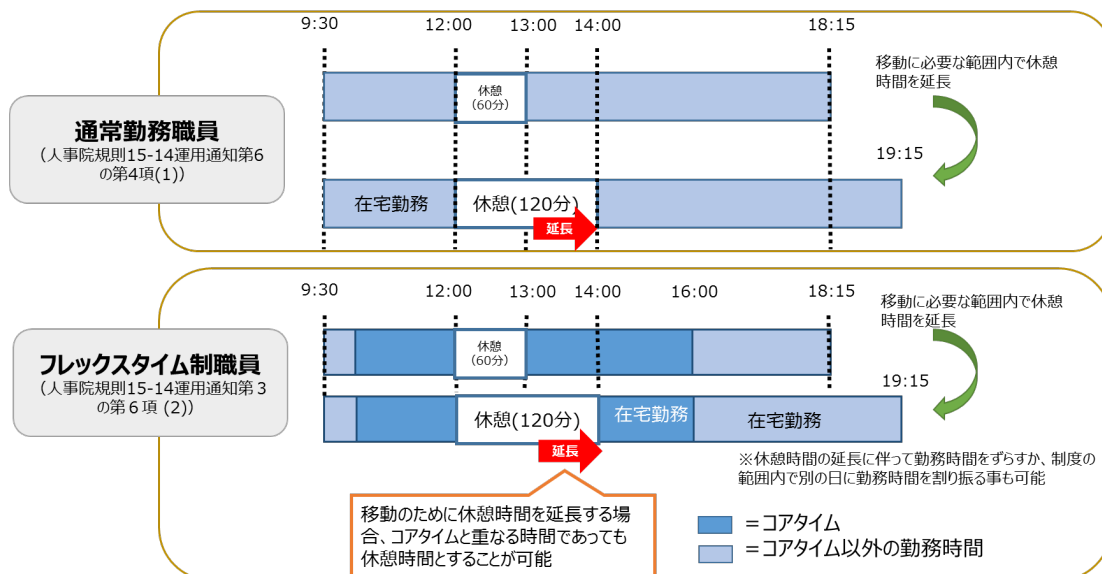 9:30 12:00 13:00 14:00 18:15
移動に必要な範囲内で休憩
時間を延長
休憩
(60分)
通常勤務職員
（人事院規則15-14運用通知第6
の第4項(1)）
19:15
在宅勤務 休憩(120分)
延長
9:30 12:00 13:00 14:00 16:00 18:15
移動に必要な範囲内で休憩
時間を延長
休憩
(60分)
フレックスタイム制職員
（人事院規則15-14運用通知第３
の第６項 (2)）
19:15
休憩(120分) 在宅勤務 在宅勤務
延長
※休憩時間の延長に伴って勤務時間をずらすか、制度の
範囲内で別の日に勤務時間を割り振る事も可能
移動のために休憩時間を延長する場
合、コアタイムと重なる時間であっても
休憩時間とすることが可能
＝コアタイム
＝コアタイム以外の勤務時間